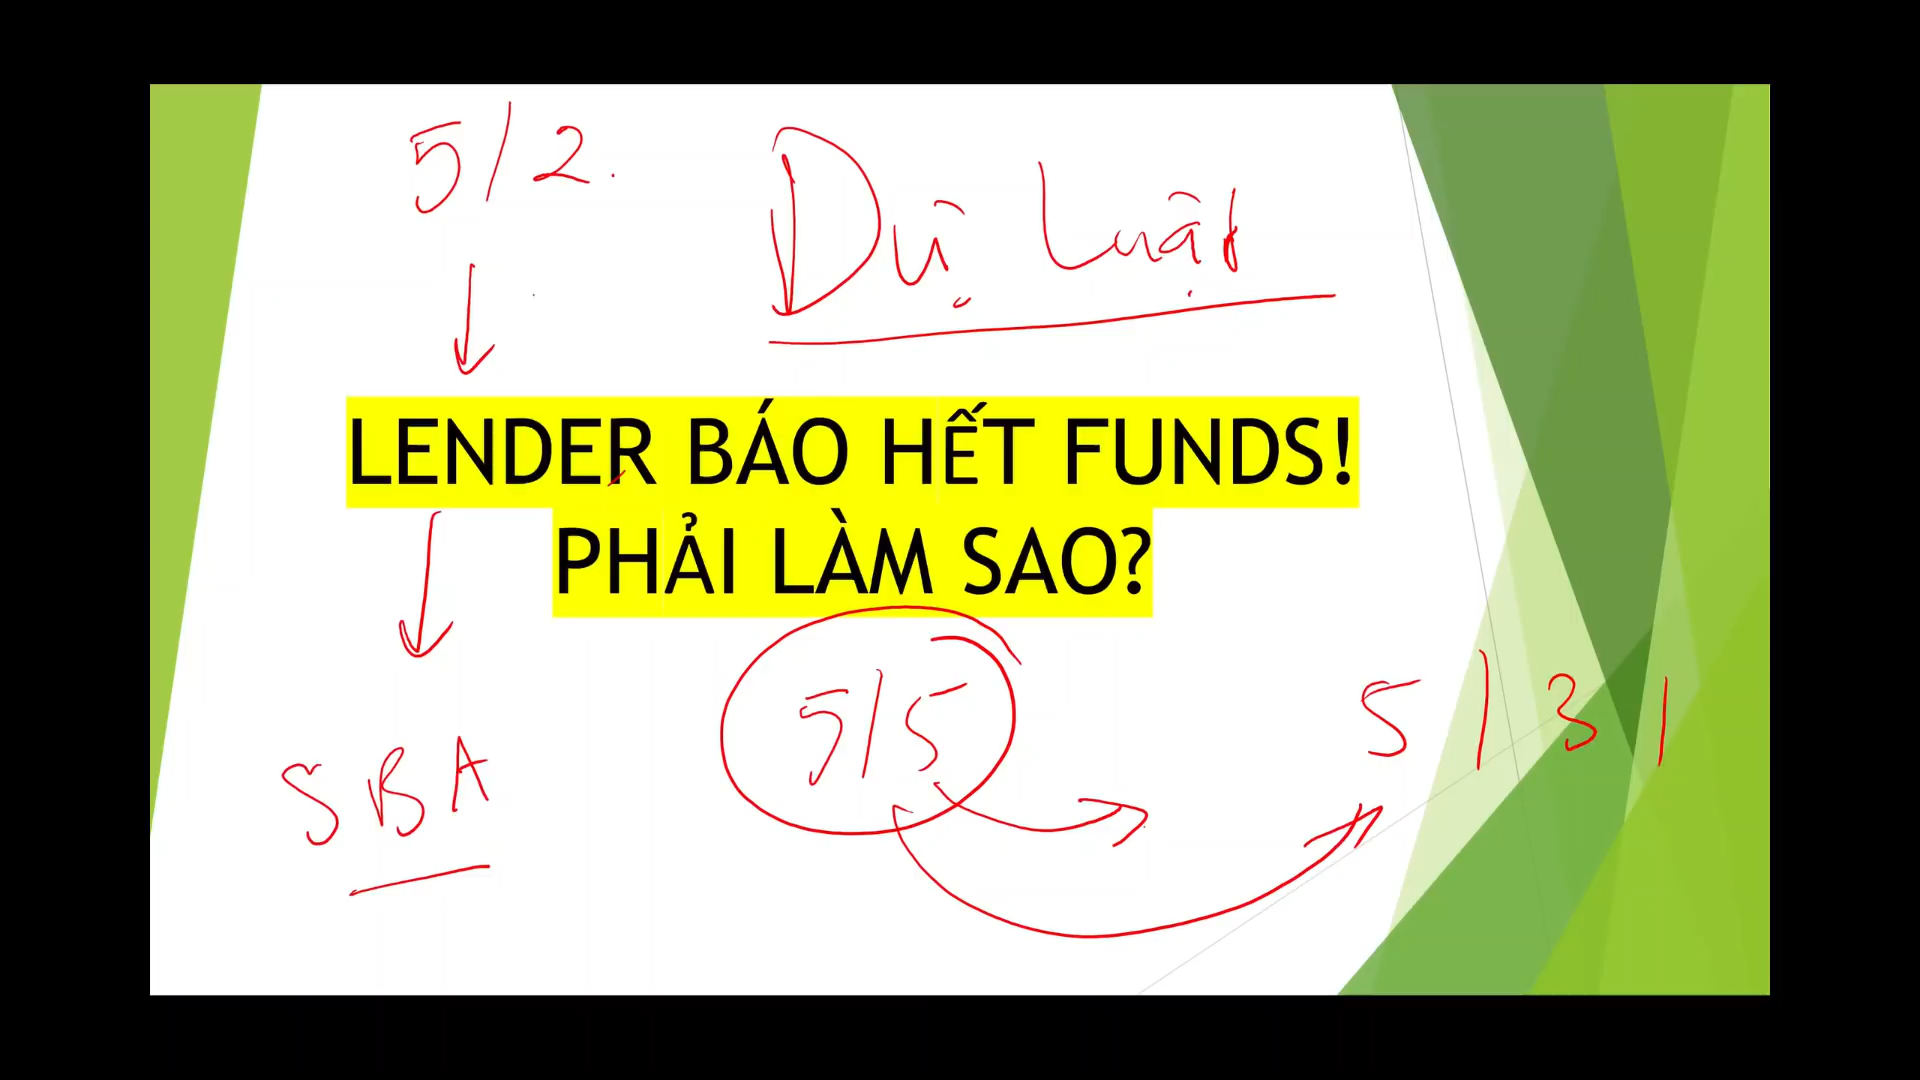 5/2.
Dự Luật
LENDER BÁO HẾT FUNDS!
PHẢI LÀM SAO?
5/5
5/31
SBA